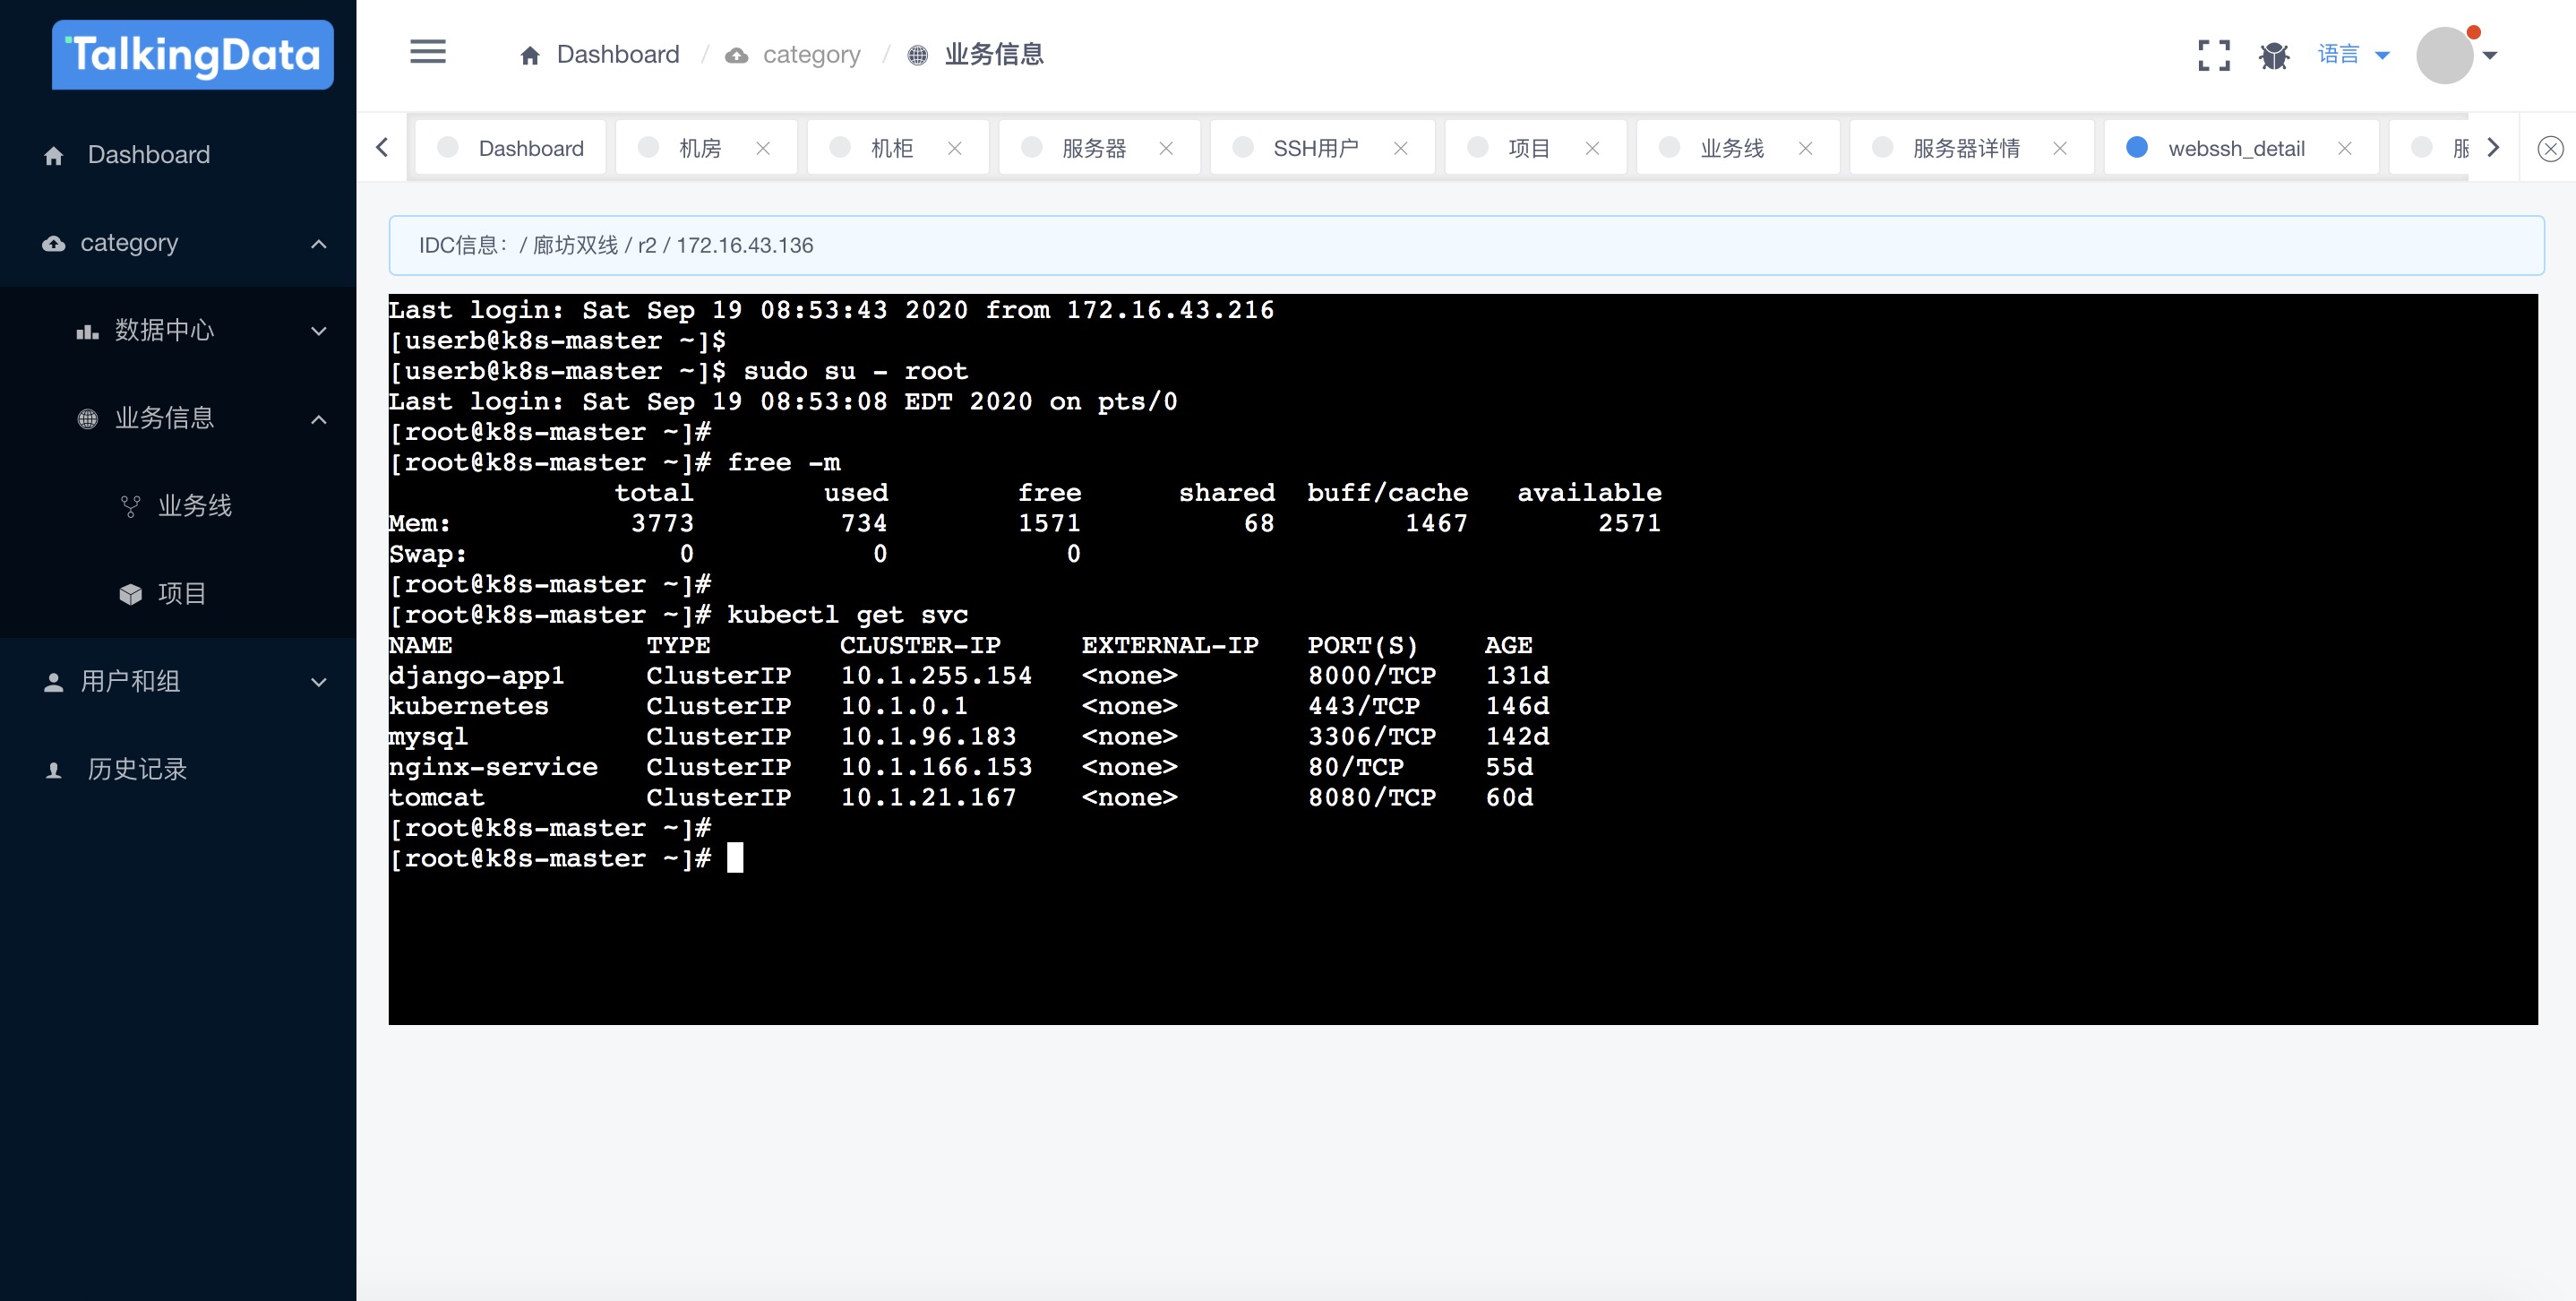 TalkingData
Dashboard / category / 业务信息
语言
Dashboard 机房 机柜 服务器 SSH用户 项目 业务线 服务器详情 webssh_detail 服
Dashboard
category
数据中心
业务信息
业务线
项目
用户和组
历史记录
IDC信息: / 廊坊双线 / r2 / 172.16.43.136
Last login: Sat Sep 19 08:53:43 2020 from 172.16.43.216
[userb@k8s-master ~]$
[userb@k8s-master ~]$ sudo su - root
Last login: Sat Sep 19 08:53:08 EDT 2020 on pts/0
[root@k8s-master ~]#
[root@k8s-master ~]# free -m
              total        used        free      shared  buff/cache   available
Mem:           3773         734        1571          68        1467        2571
Swap:             0           0           0
[root@k8s-master ~]#
[root@k8s-master ~]# kubectl get svc
NAME            TYPE        CLUSTER-IP     EXTERNAL-IP   PORT(S)    AGE
django-app1     ClusterIP   10.1.255.154   <none>        8000/TCP   131d
kubernetes      ClusterIP   10.1.0.1       <none>        443/TCP    146d
mysql           ClusterIP   10.1.96.183    <none>        3306/TCP   142d
nginx-service   ClusterIP   10.1.166.153   <none>        80/TCP     55d
tomcat          ClusterIP   10.1.21.167    <none>        8080/TCP   60d
[root@k8s-master ~]#
[root@k8s-master ~]#